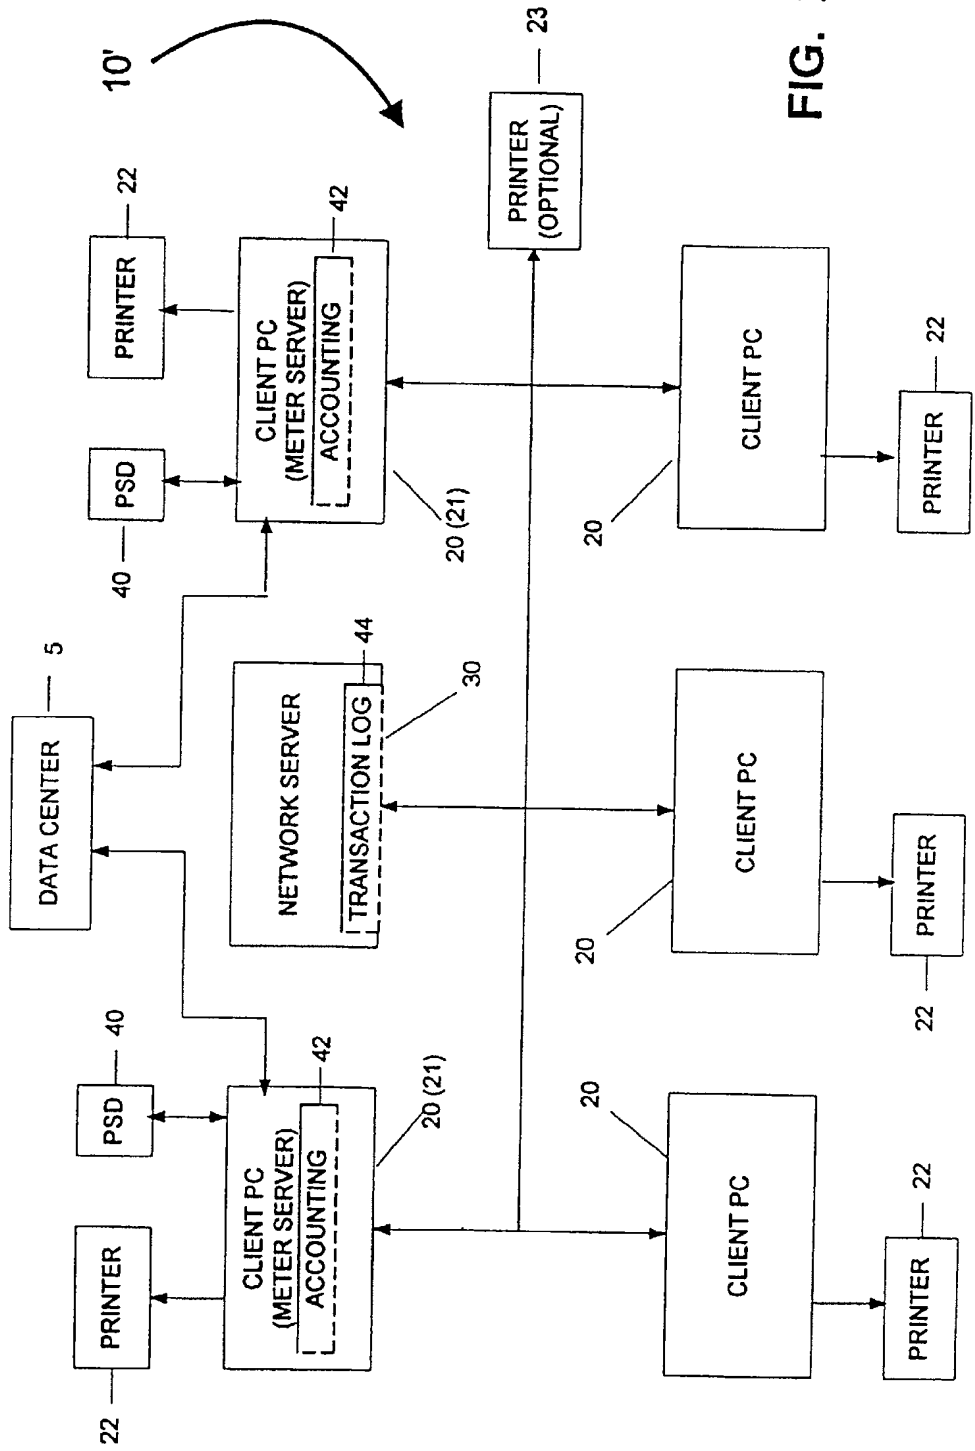 DATA CENTER
5
22
PRINTER
PSD
40
CLIENT PC
(METER SERVER)
ACCOUNTING
42
20 (21)
NETWORK SERVER
TRANSACTION LOG
44
30
40
PSD
PRINTER
22
CLIENT PC
(METER SERVER)
ACCOUNTING
42
20 (21)
10'
PRINTER
(OPTIONAL)
23
20
CLIENT PC
PRINTER
22
20
CLIENT PC
22
PRINTER
20
CLIENT PC
PRINTER
22
FIG.